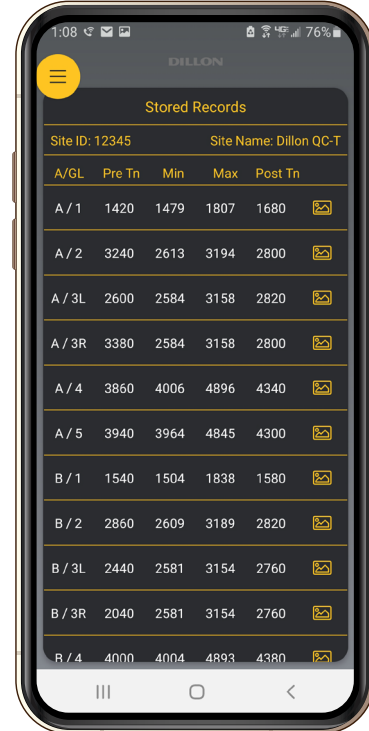 1:08 4GE 76%
DILLON
Stored Records
Site ID: 12345 Site Name: Dillon QC-T
A/GL Pre Tn Min Max Post Tn
A / 1 1420 1479 1807 1680
A / 2 3240 2613 3194 2800
A / 3L 2600 2584 3158 2820
A / 3R 3380 2584 3158 2800
A / 4 3860 4006 4896 4340
A / 5 3940 3964 4845 4300
B / 1 1540 1504 1838 1580
B / 2 2860 2609 3189 2820
B / 3L 2440 2581 3154 2760
B / 3R 2040 2581 3154 2760
B / 4 4000 4004 4893 4380